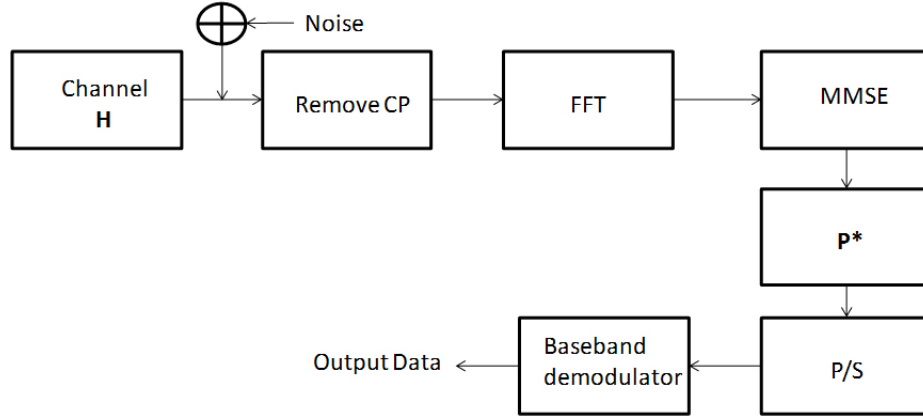 Noise
Channel
H
Remove CP
FFT
MMSE
P*
Output Data
Baseband
demodulator
P/S